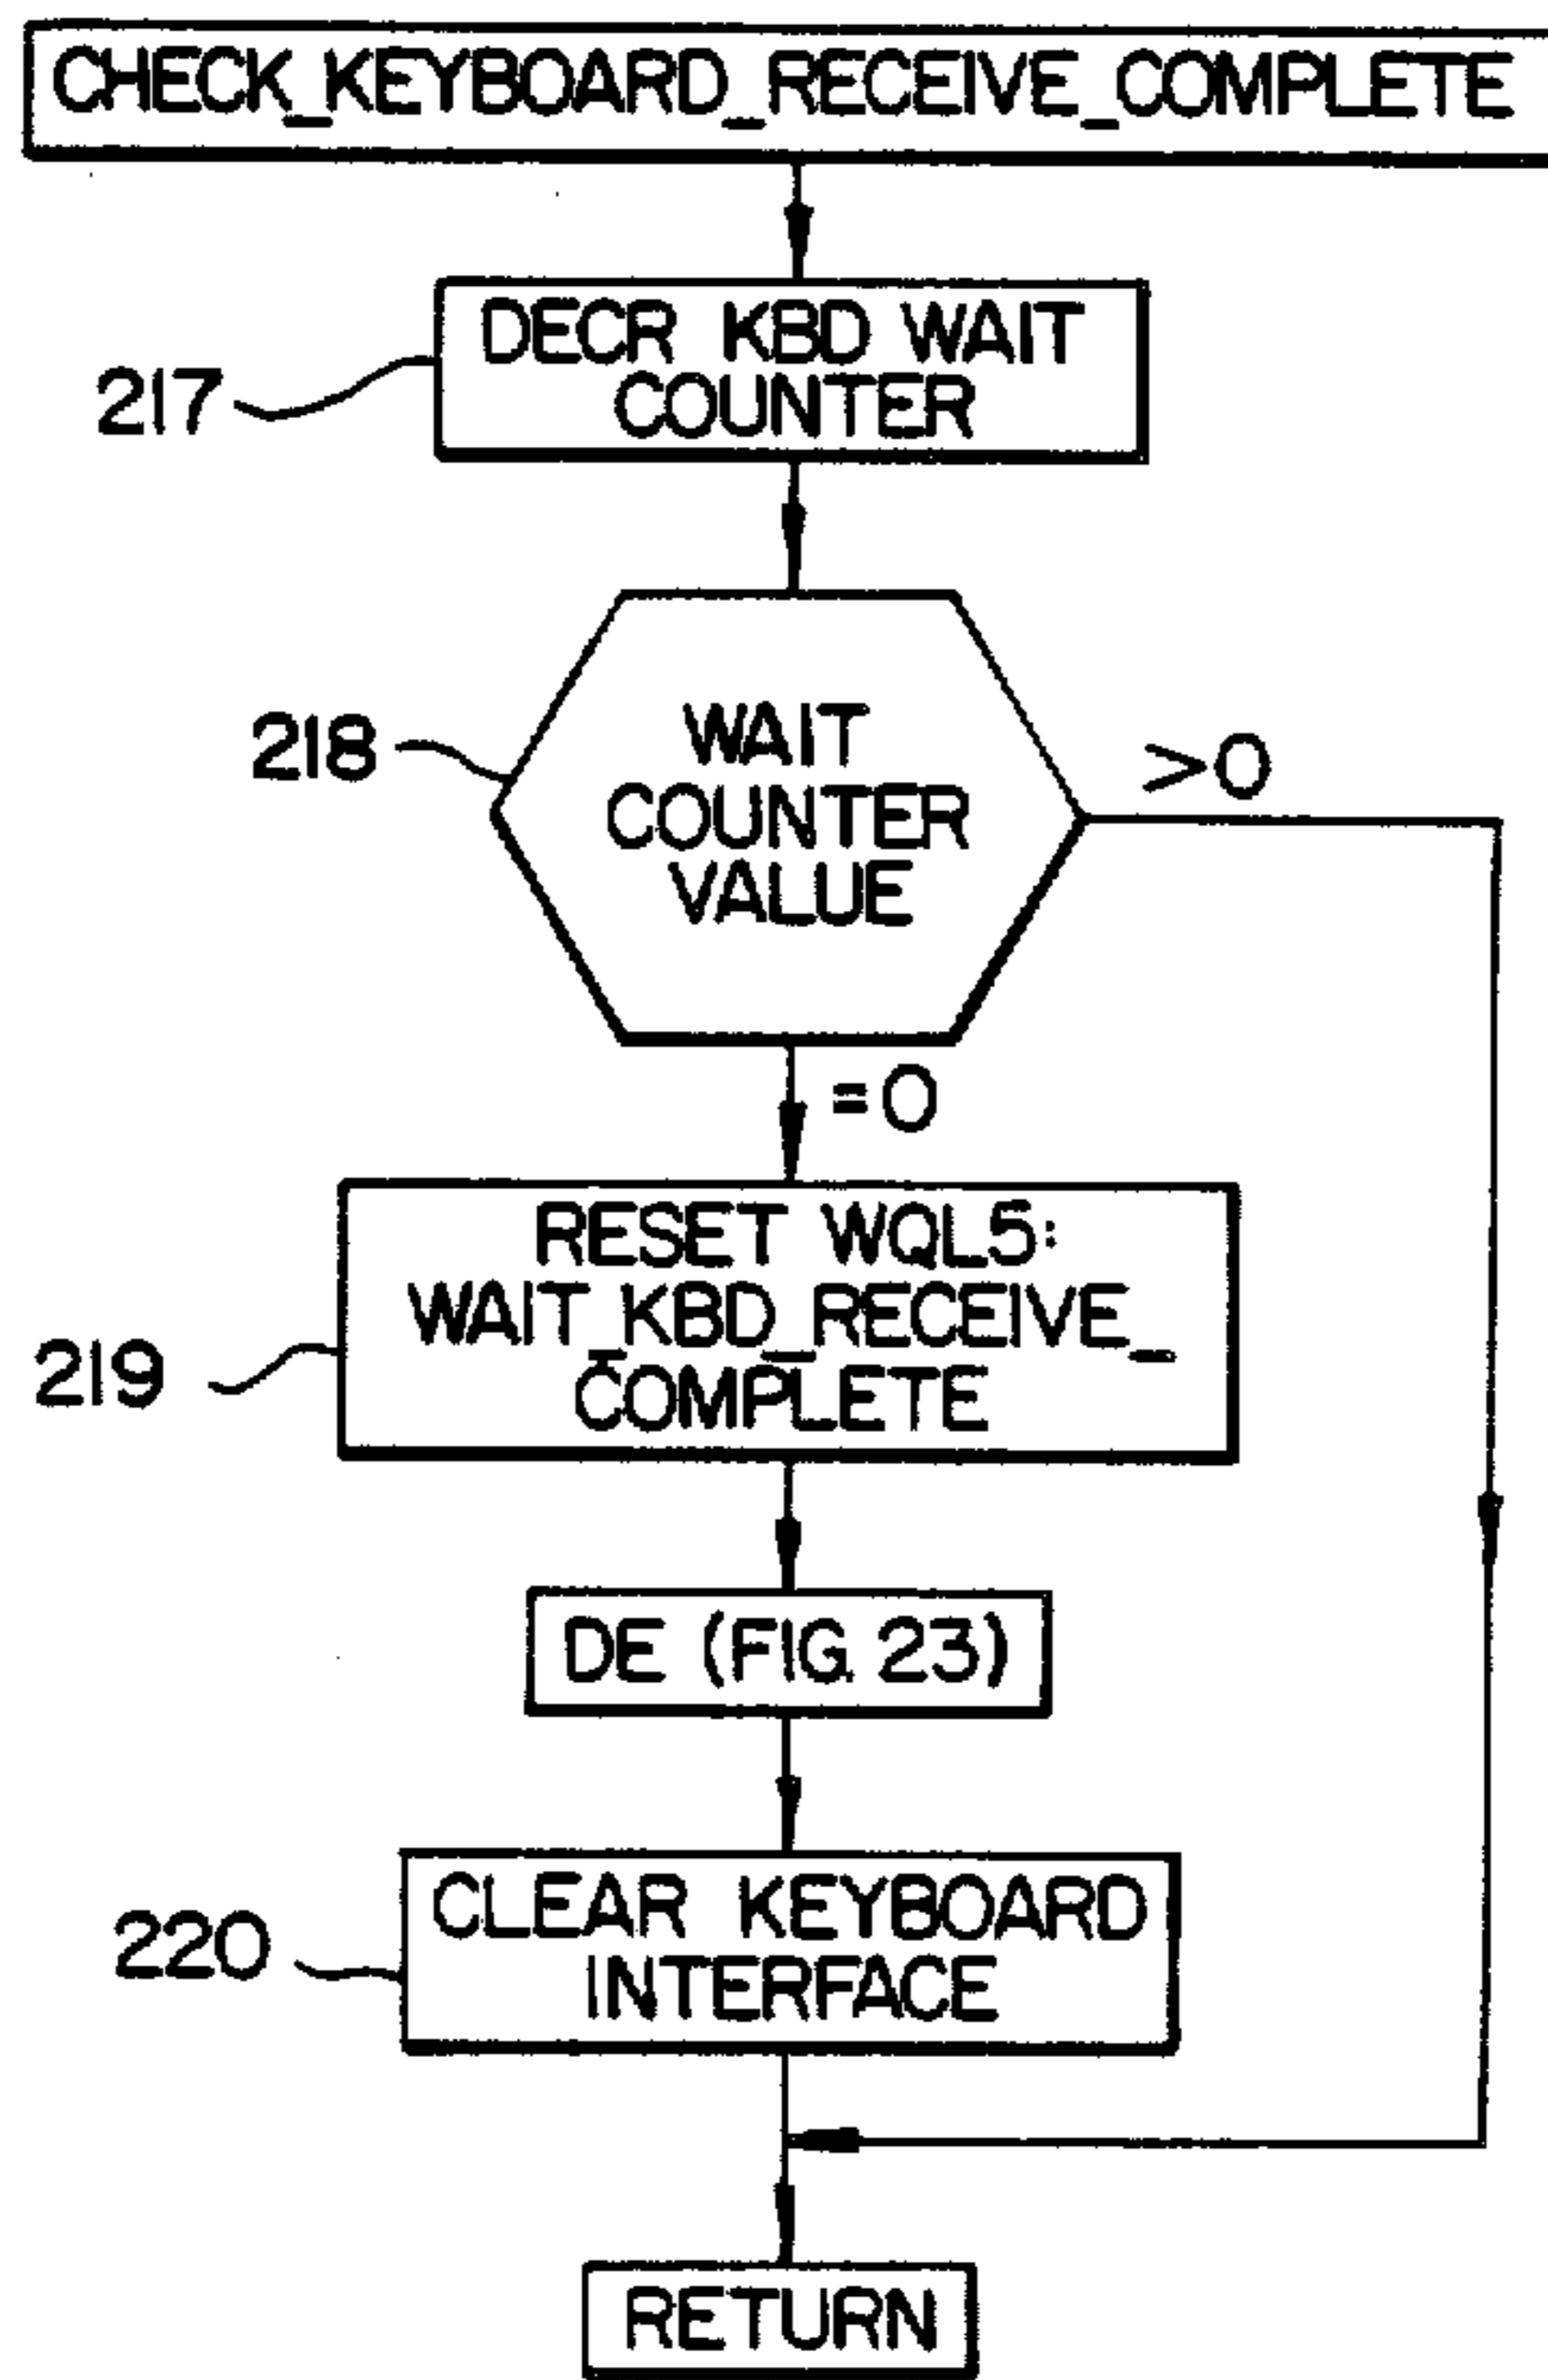 CHECK_KEYBOARD_RECEIVE_COMPLETE
217
DECR KBD WAIT
COUNTER
218
WAIT
COUNTER
VALUE
>0
=0
219
RESET WQL5:
WAIT_KBD_RECEIVE_
COMPLETE
DE (FIG. 23)
220
CLEAR KEYBOARD
INTERFACE
RETURN